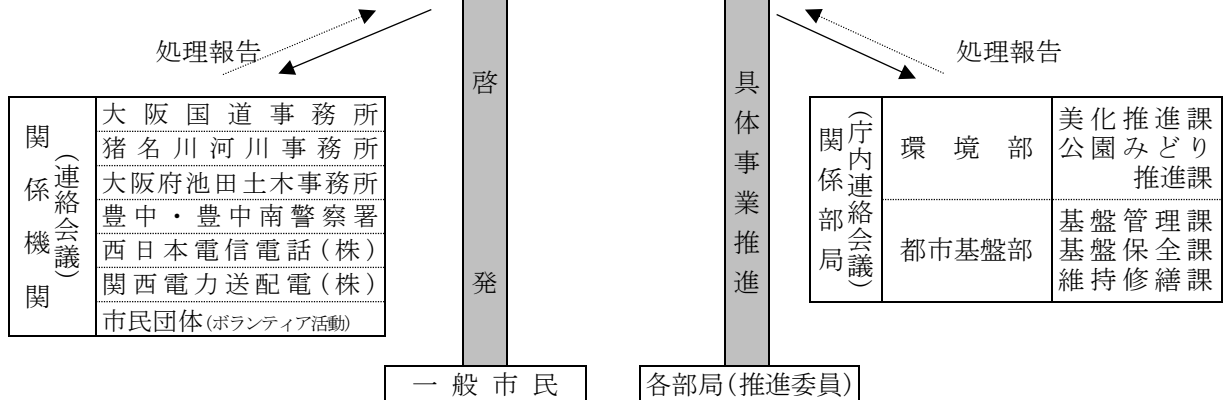 処理報告
処理報告
啓発
具体事業推進
関係機関
(連絡会議)
大阪国道事務所
猪名川河川事務所
大阪府池田土木事務所
豊中・豊中南警察署
西日本電信電話(株)
関西電力送配電(株)
市民団体(ボランティア活動)
関係部局
(庁内連絡会議)
環境部
美化推進課
公園みどり
推進課
都市基盤部
基盤管理課
基盤保全課
維持修繕課
一般市民
各部局(推進委員)